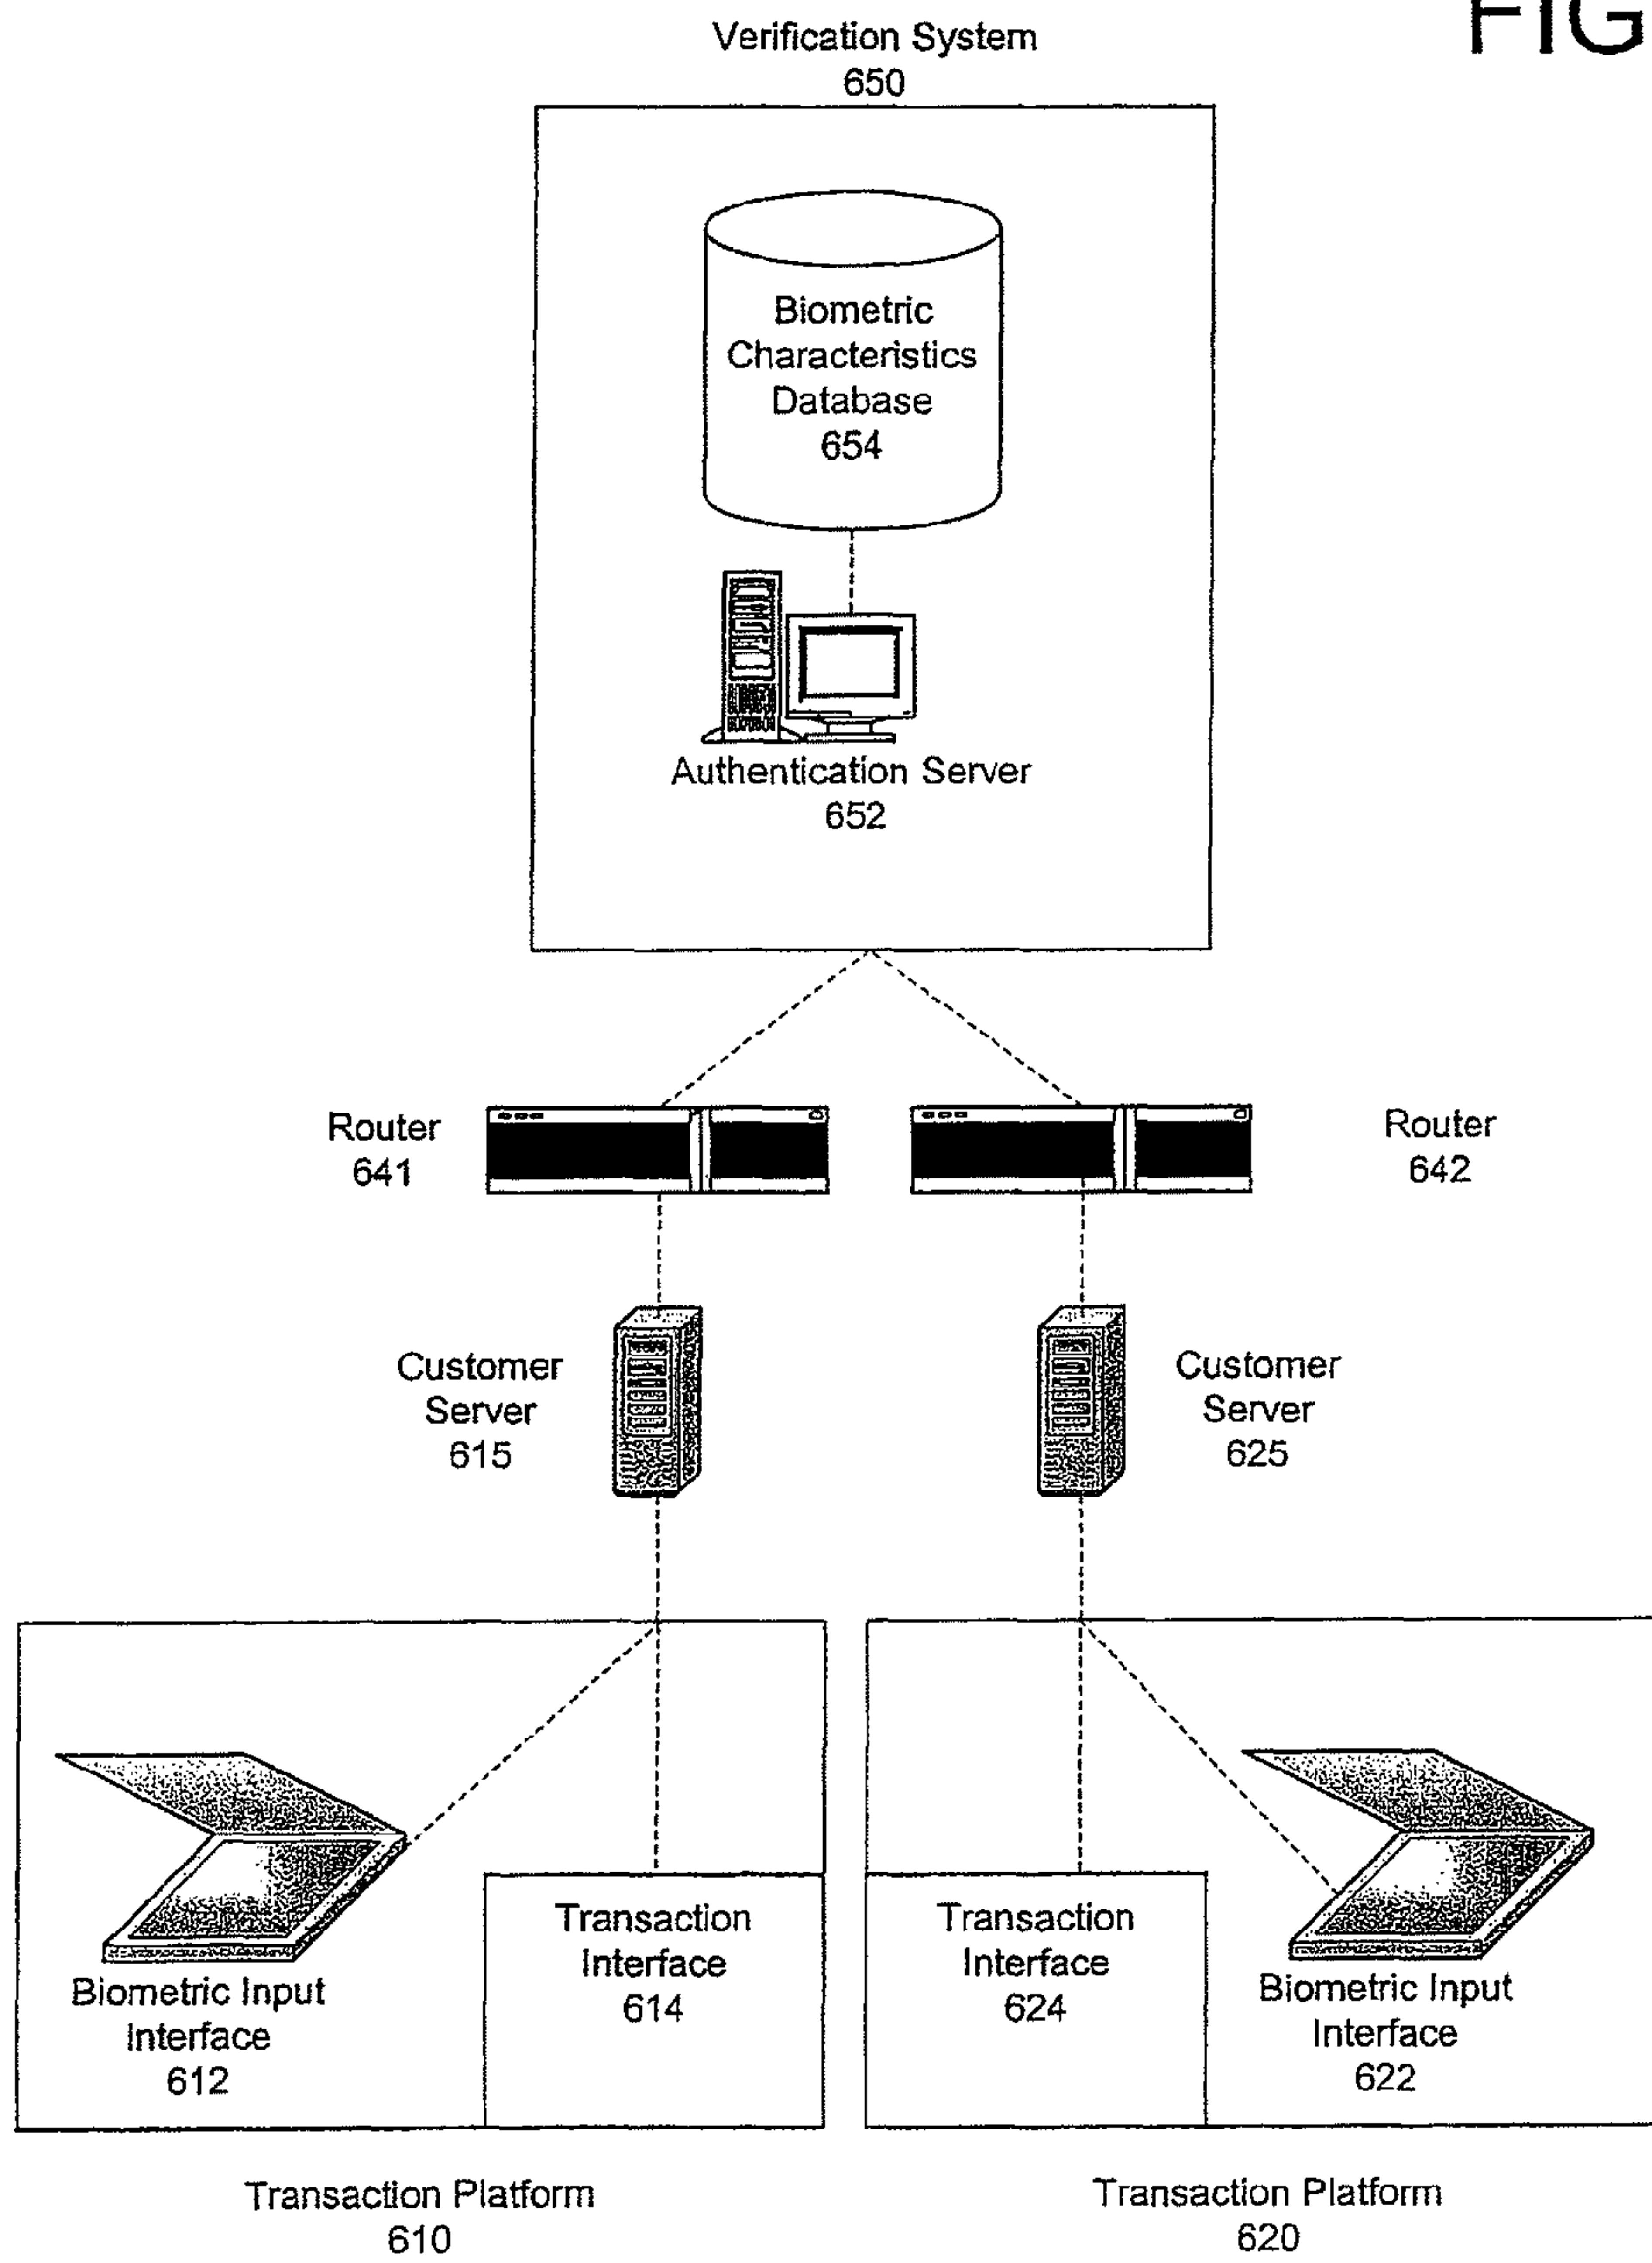 FIG
Verification System
650
Biometric
Characteristics
Database
654
Authentication Server
652
Router
641
Router
642
Customer
Server
615
Customer
Server
625
Biometric Input
Interface
612
Transaction
Interface
614
Transaction
Interface
624
Biometric Input
Interface
622
Transaction Platform
610
Transaction Platform
620